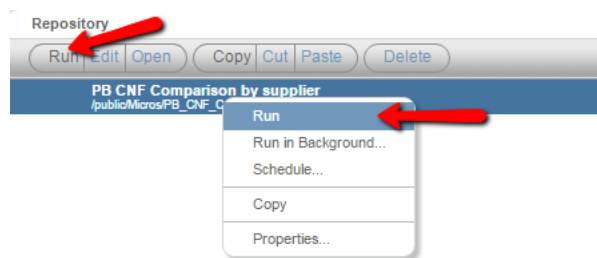 Repository
Run Edit Open Copy Cut Paste Delete
PB CNF Comparison by supplier
/public/Micros/PB_CNF_C
Run
Run in Background...
Schedule...
Copy
Properties...